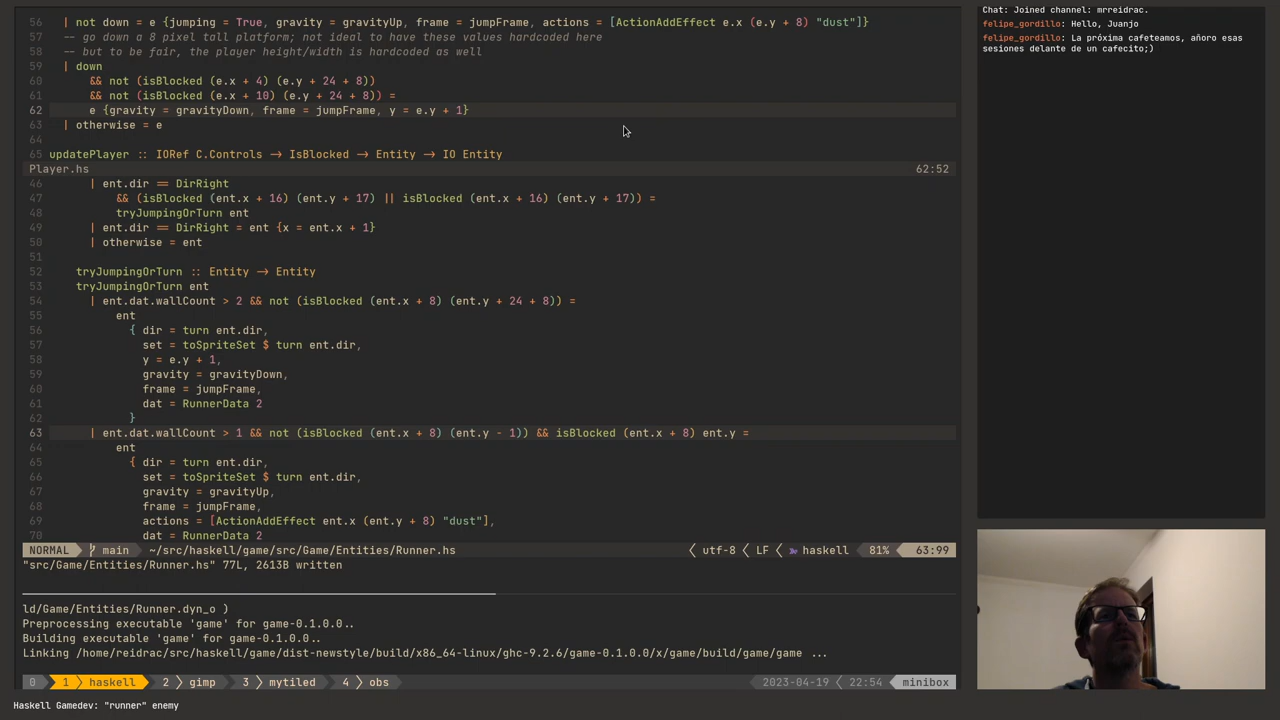 56   | not down = e {jumping = True, gravity = gravityUp, frame = jumpFrame, actions = [ActionAddEffect e.x (e.y + 8) "dust"]}
57   -- go down a 8 pixel tall platform; not ideal to have these values hardcoded here
58   -- but to be fair, the player height/width is hardcoded as well
59   | down
60       && not (isBlocked (e.x + 4) (e.y + 24 + 8))
61       && not (isBlocked (e.x + 10) (e.y + 24 + 8)) =
62       e {gravity = gravityDown, frame = jumpFrame, y = e.y + 1}
63   | otherwise = e
64
65 updatePlayer :: IORef C.Controls → IsBlocked → Entity → IO Entity
Player.hs 62:52
46       | ent.dir == DirRight
47           && (isBlocked (ent.x + 16) (ent.y + 17) || isBlocked (ent.x + 16) (ent.y + 17)) =
48           tryJumpingOrTurn ent
49       | ent.dir == DirRight = ent {x = ent.x + 1}
50       | otherwise = ent
51
52     tryJumpingOrTurn :: Entity → Entity
53     tryJumpingOrTurn ent
54       | ent.dat.wallCount > 2 && not (isBlocked (ent.x + 8) (ent.y + 24 + 8)) =
55           ent
56             { dir = turn ent.dir,
57               set = toSpriteSet $ turn ent.dir,
58               y = e.y + 1,
59               gravity = gravityDown,
60               frame = jumpFrame,
61               dat = RunnerData 2
62             }
63       | ent.dat.wallCount > 1 && not (isBlocked (ent.x + 8) (ent.y - 1)) && isBlocked (ent.x + 8) ent.y =
64           ent
65             { dir = turn ent.dir,
66               set = toSpriteSet $ turn ent.dir,
67               gravity = gravityUp,
68               frame = jumpFrame,
69               actions = [ActionAddEffect ent.x (ent.y + 8) "dust"],
70               dat = RunnerData 2
NORMAL main ~/src/haskell/game/src/Game/Entities/Runner.hs utf-8 LF haskell 81% 63:99
"src/Game/Entities/Runner.hs" 77L, 2613B written
ld/Game/Entities/Runner.dyn_o )
Preprocessing executable 'game' for game-0.1.0.0..
Building executable 'game' for game-0.1.0.0..
Linking /home/reidrac/src/haskell/game/dist-newstyle/build/x86_64-linux/ghc-9.2.6/game-0.1.0.0/x/game/build/game/game ...
0 1 haskell 2 gimp 3 mytiled 4 obs 2023-04-19 22:54 minibox
Haskell Gamedev: "runner" enemy
Chat: Joined channel: mrreidrac.
felipe_gordillo: Hello, Juanjo
felipe_gordillo: La próxima cafeteamos, añoro esas
sesiones delante de un cafecito;)